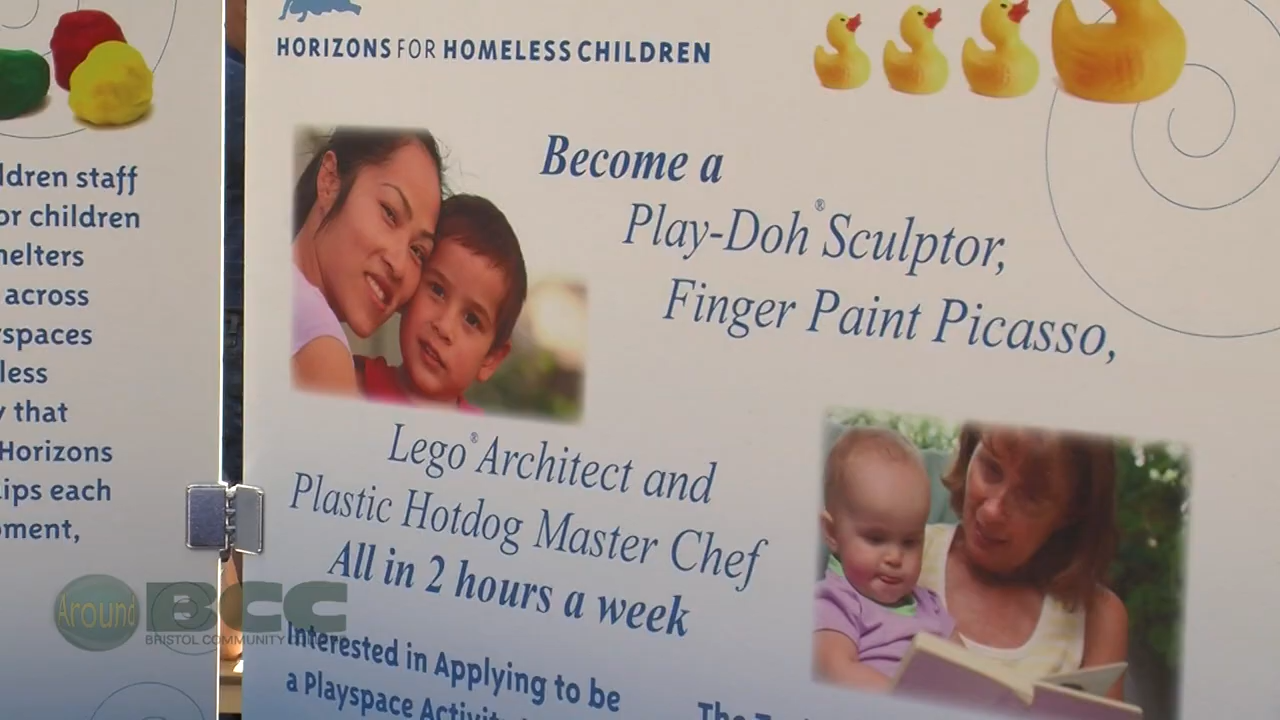 ldren staff
or children
helters
across
spaces
less
that
Horizons
ips each
ment,
HORIZONS FOR HOMELESS CHILDREN
Become a
Play-Doh® Sculptor,
Finger Paint Picasso,
Lego® Architect and
Plastic Hotdog Master Chef
All in 2 hours a week
Interested in Applying to be
a Playspace
The
Around BCC
BRISTOL COMMUNITY